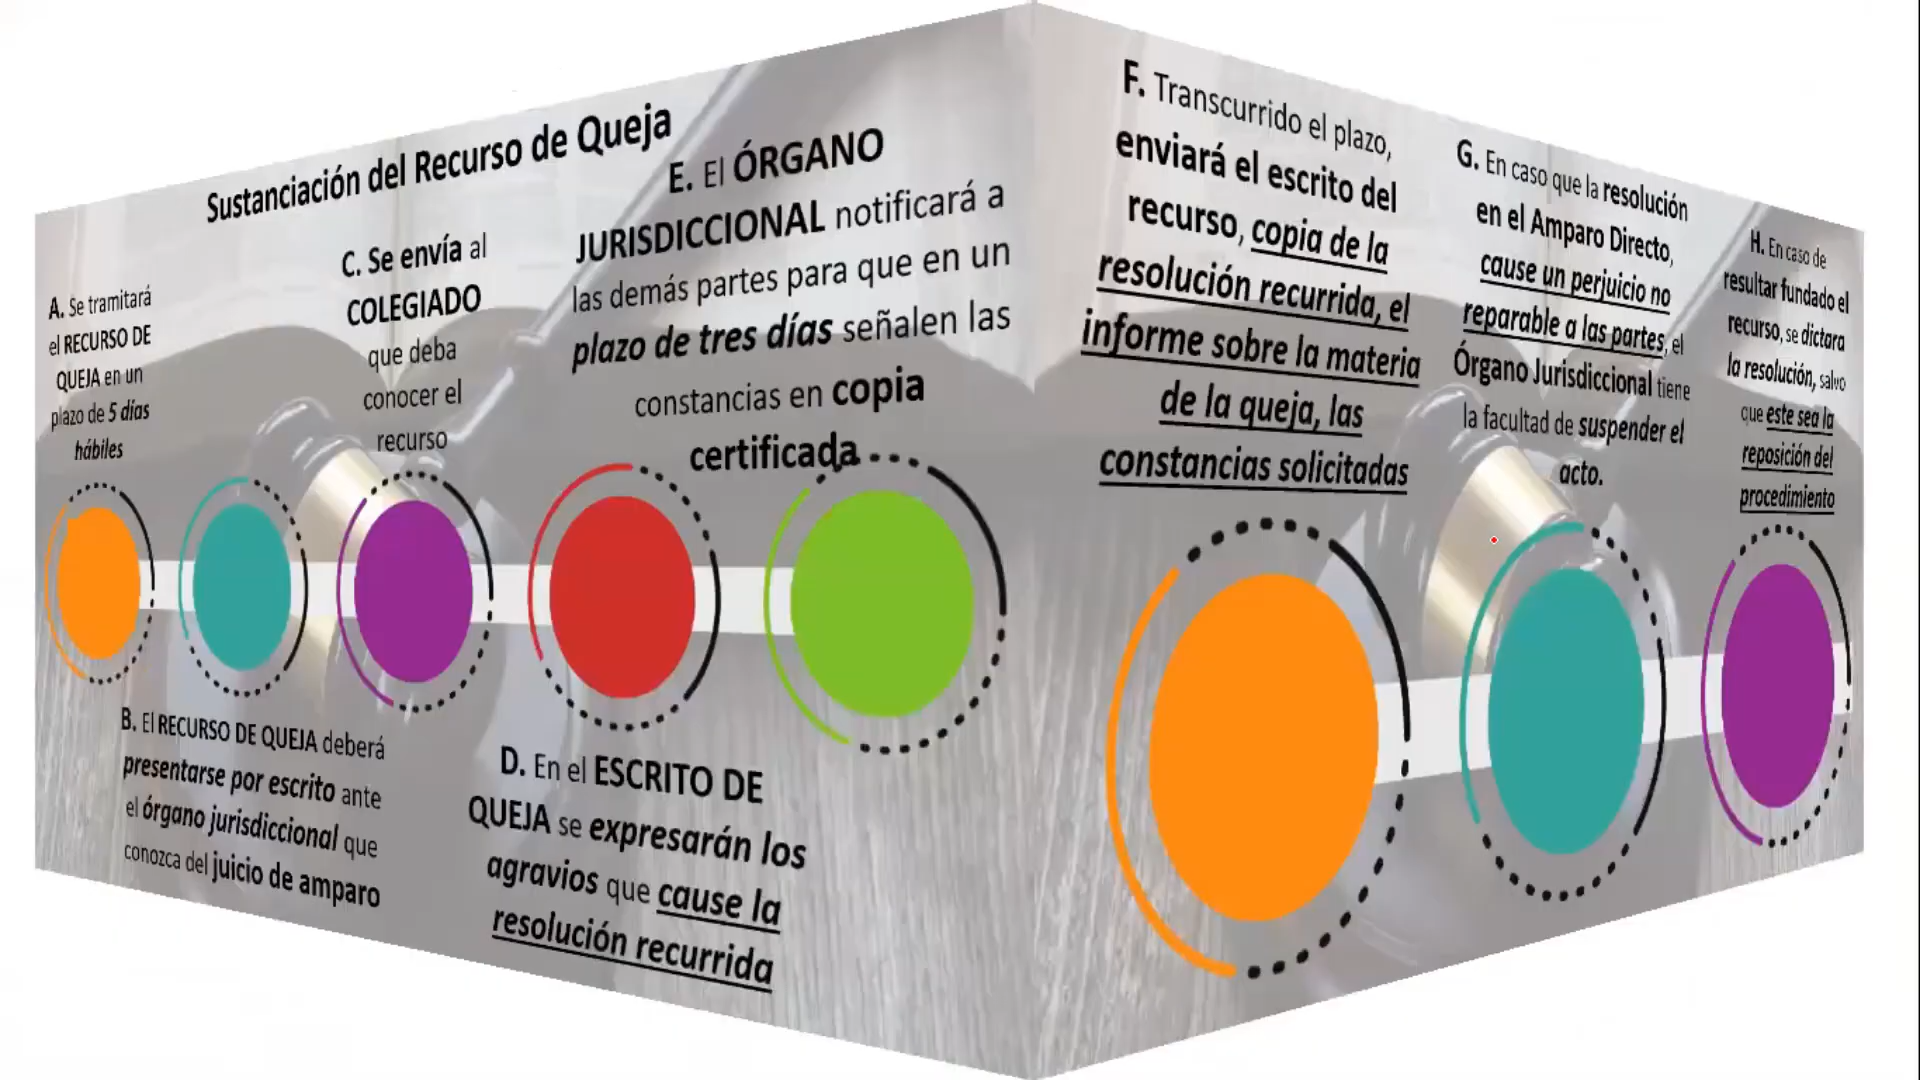 Sustanciación del Recurso de Queja
A. Se tramitará
el RECURSO DE
QUEJA en un
plazo de 5 días
hábiles
B. El RECURSO DE QUEJA deberá
presentarse por escrito ante
el órgano jurisdiccional que
conozca del juicio de amparo
C. Se envía al
COLEGIADO
que deba
conocer el
recurso
D. En el ESCRITO DE
QUEJA se expresarán los
agravios que cause la
resolución recurrida
E. El ÓRGANO
JURISDICCIONAL notificará a
las demás partes para que en un
plazo de tres días señalen las
constancias en copia
certificada
F. Transcurrido el plazo,
enviará el escrito del
recurso, copia de la
resolución recurrida, el
informe sobre la materia
de la queja, las
constancias solicitadas
G. En caso que la resolución
en el Amparo Directo,
cause un perjuicio no
reparable a las partes, el
Órgano Jurisdiccional tiene
la facultad de suspender el
acto.
H. En caso de
resultar fundado el
recurso, se dictara
la resolución, salvo
que este sea la
reposición del
procedimiento